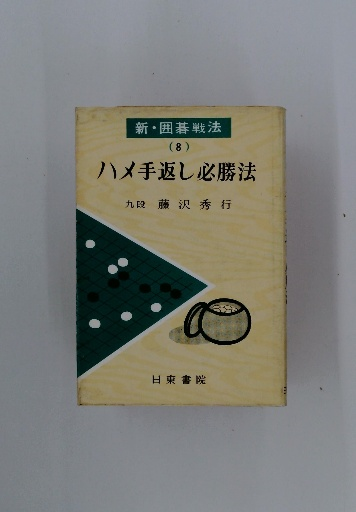 新・囲碁戦法
(8)
ハメ手返し必勝法
九段 藤沢秀行
日東書院